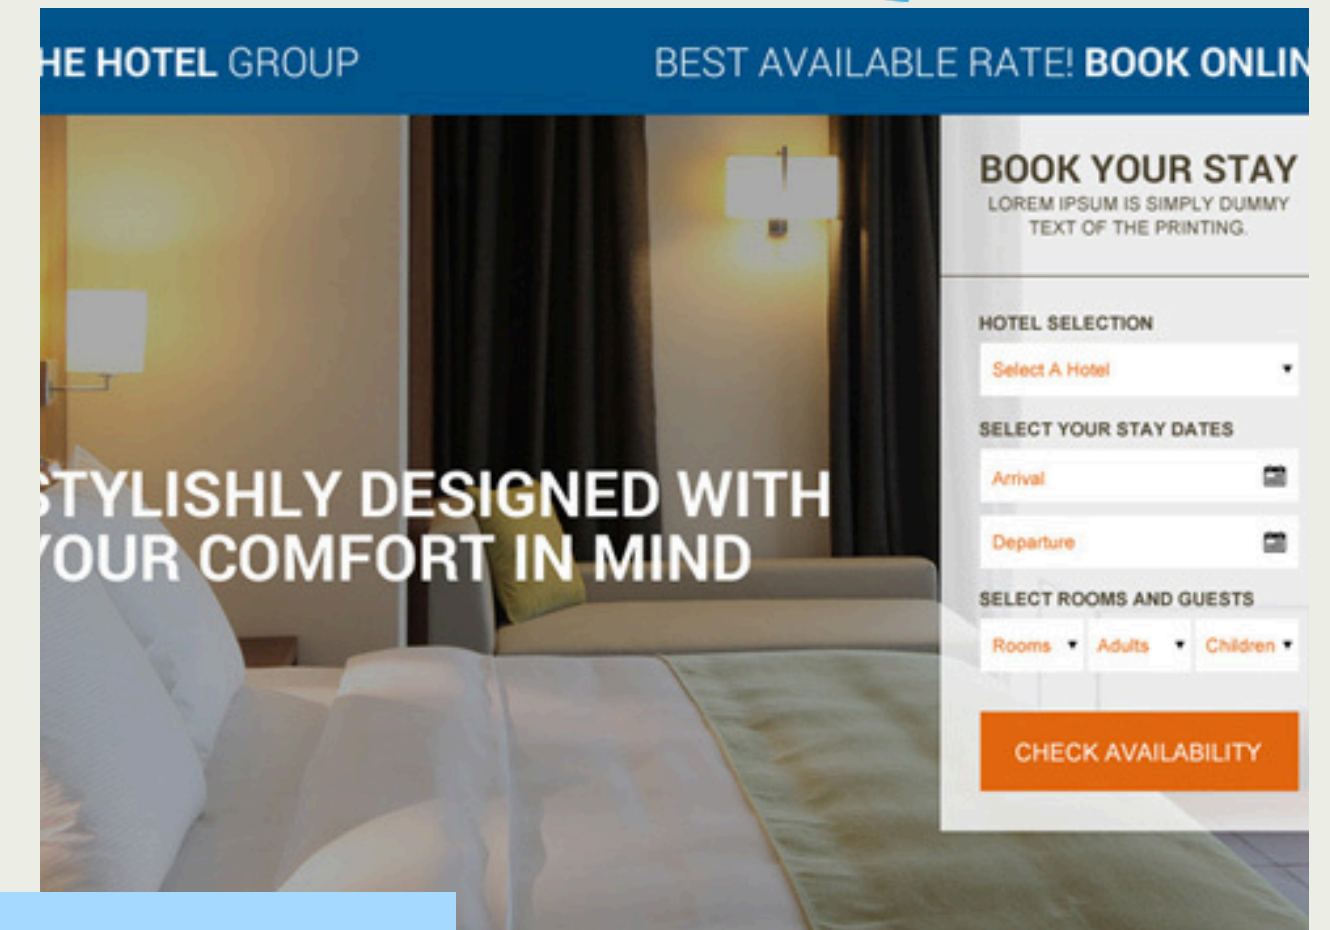 HE HOTEL GROUP
BEST AVAILABLE RATE! BOOK ONLIN
STYLISHLY DESIGNED WITH
YOUR COMFORT IN MIND
BOOK YOUR STAY
LOREM IPSUM IS SIMPLY DUMMY
TEXT OF THE PRINTING.
HOTEL SELECTION
Select A Hotel
SELECT YOUR STAY DATES
Arrival
Departure
SELECT ROOMS AND GUESTS
Rooms Adults Children
CHECK AVAILABILITY